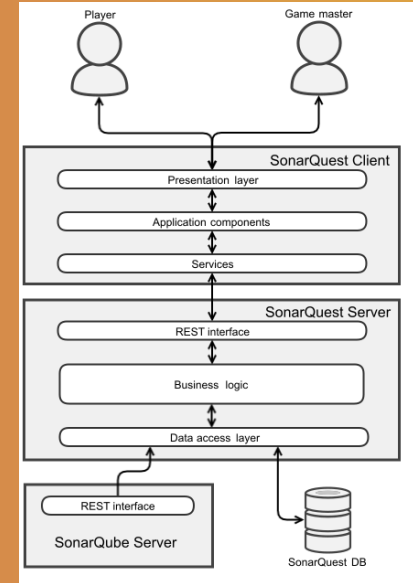 Player
Game master
SonarQuest Client
Presentation layer
Application components
Services
SonarQuest Server
REST interface
Business logic
Data access layer
REST interface
SonarQube Server
SonarQuest DB